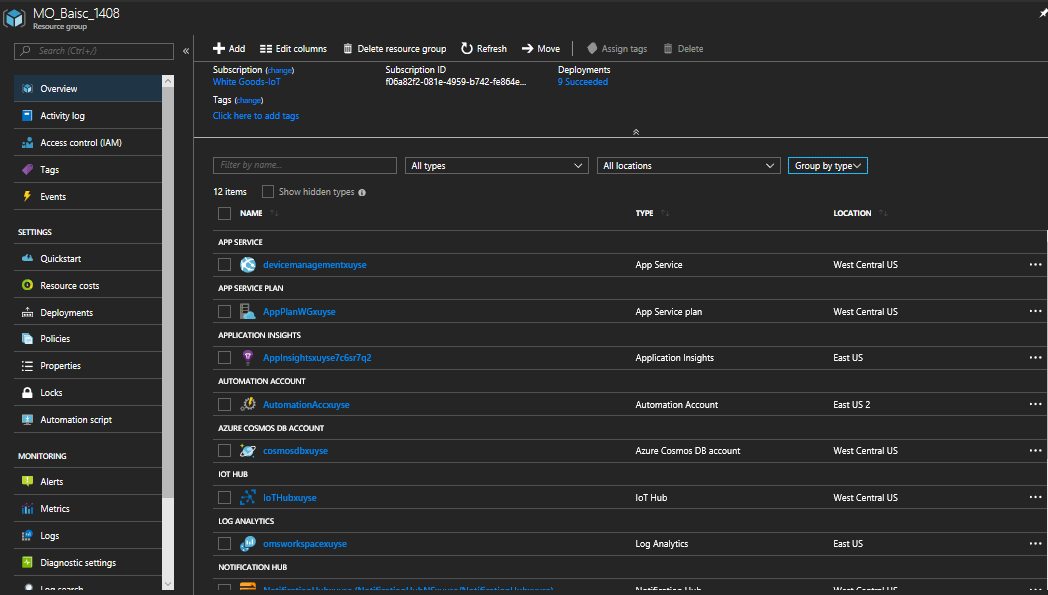 MO_Baisc_1408
Resource group
Search (Ctrl+/)
Overview
Activity log
Access control (IAM)
Tags
Events
SETTINGS
Quickstart
Resource costs
Deployments
Policies
Properties
Locks
Automation script
MONITORING
Alerts
Metrics
Logs
Diagnostic settings
Log search
Add Edit columns Delete resource group Refresh Move Assign tags Delete
Subscription (change) Subscription ID Deployments
White Goods-IoT f06a82f2-081e-4959-b742-fe864e... 9 Succeeded
Tags (change)
Click here to add tags
Filter by name... All types All locations Group by type
12 items Show hidden types
NAME TYPE LOCATION
APP SERVICE
devicemanagementxuyse App Service West Central US
APP SERVICE PLAN
AppPlanWGxuyse App Service plan West Central US
APPLICATION INSIGHTS
AppInsightsxuyse7c6sr7q2 Application Insights East US
AUTOMATION ACCOUNT
AutomationAccxuyse Automation Account East US 2
AZURE COSMOS DB ACCOUNT
cosmosdbxuyse Azure Cosmos DB account West Central US
IOT HUB
IoTHubxuyse IoT Hub West Central US
LOG ANALYTICS
omsworkspacexuyse Log Analytics East US
NOTIFICATION HUB
Notification Hub West Central US